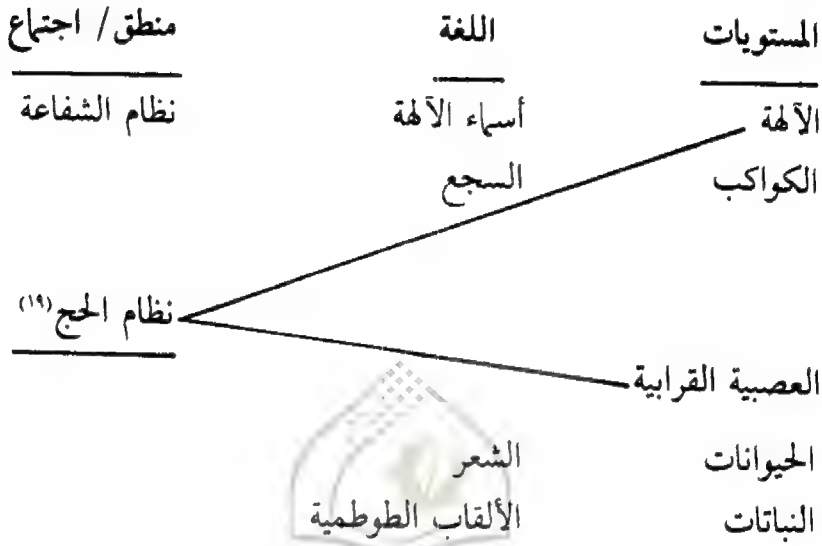 المستويات اللغة منطق / اجتماع
الآلهة أسماء الآلهة نظام الشفاعة
الكواكب السجع
نظام الحج (١٩)
العصبية القرابية
الحيوانات الشعر
النباتات الألقاب الطوطمية